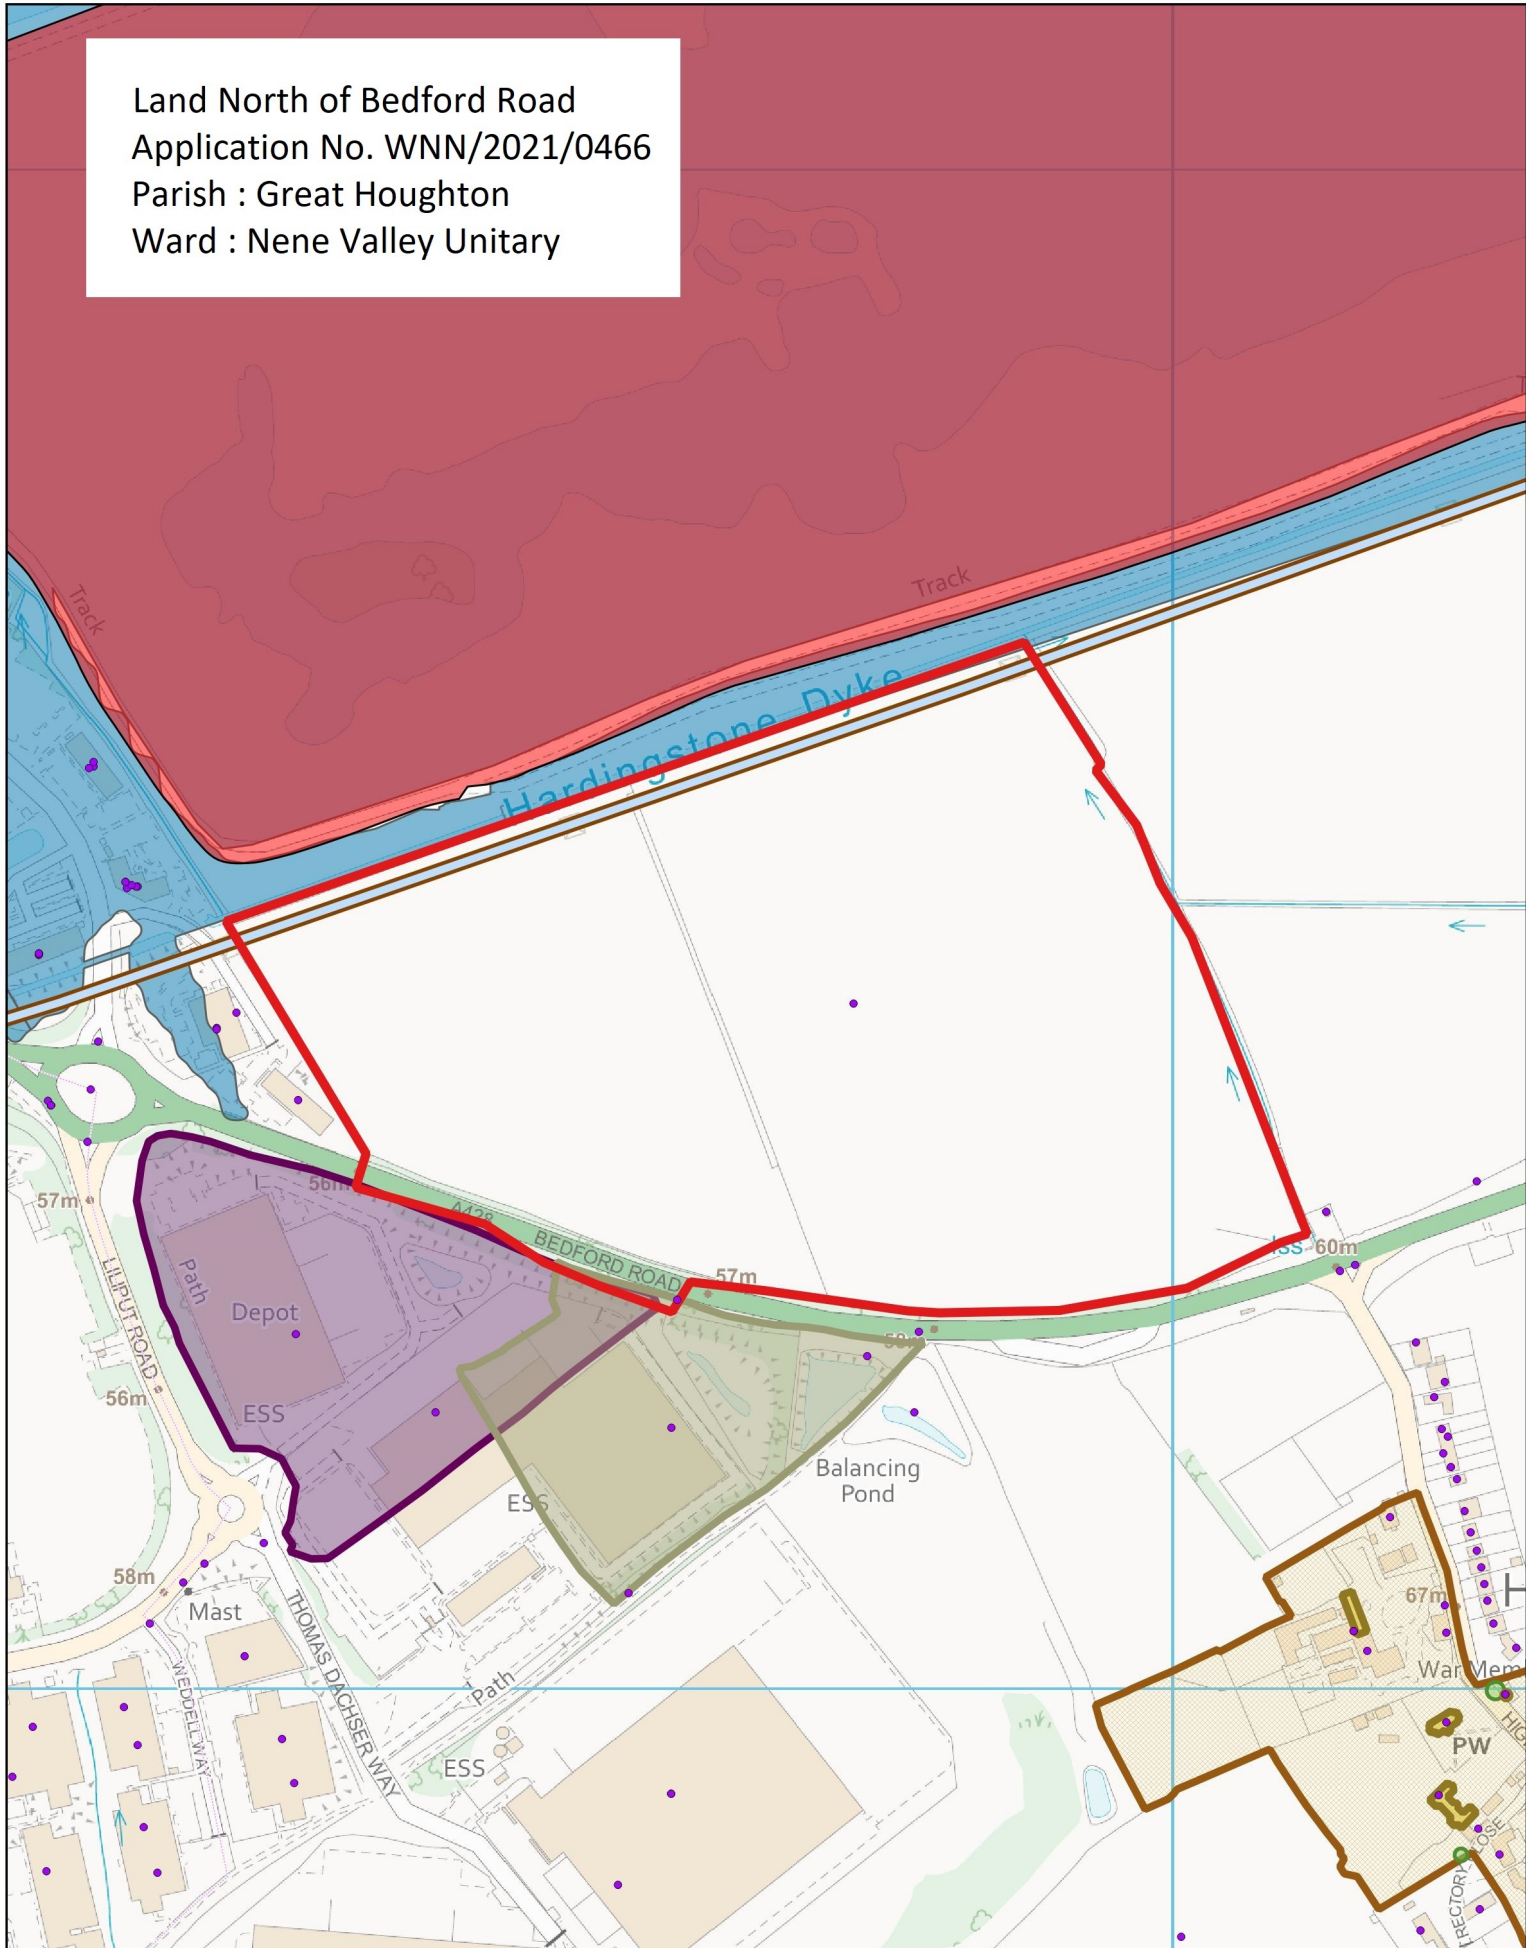 Land North of Bedford Road
Application No. WNN/2021/0466
Parish : Great Houghton
Ward : Nene Valley Unitary
Track
Track
Hardingstone Dyke
57m
56m
A428
BEDFORD ROAD
57m
60m
Iss
LILIPUT ROAD
Path
Depot
58m
56m
ESS
ESS
Balancing
Pond
58m
Mast
THOMAS DACHSER WAY
WEDDELL WAY
Path
ESS
67m
War Mem
PW
RECTORY CLOSE